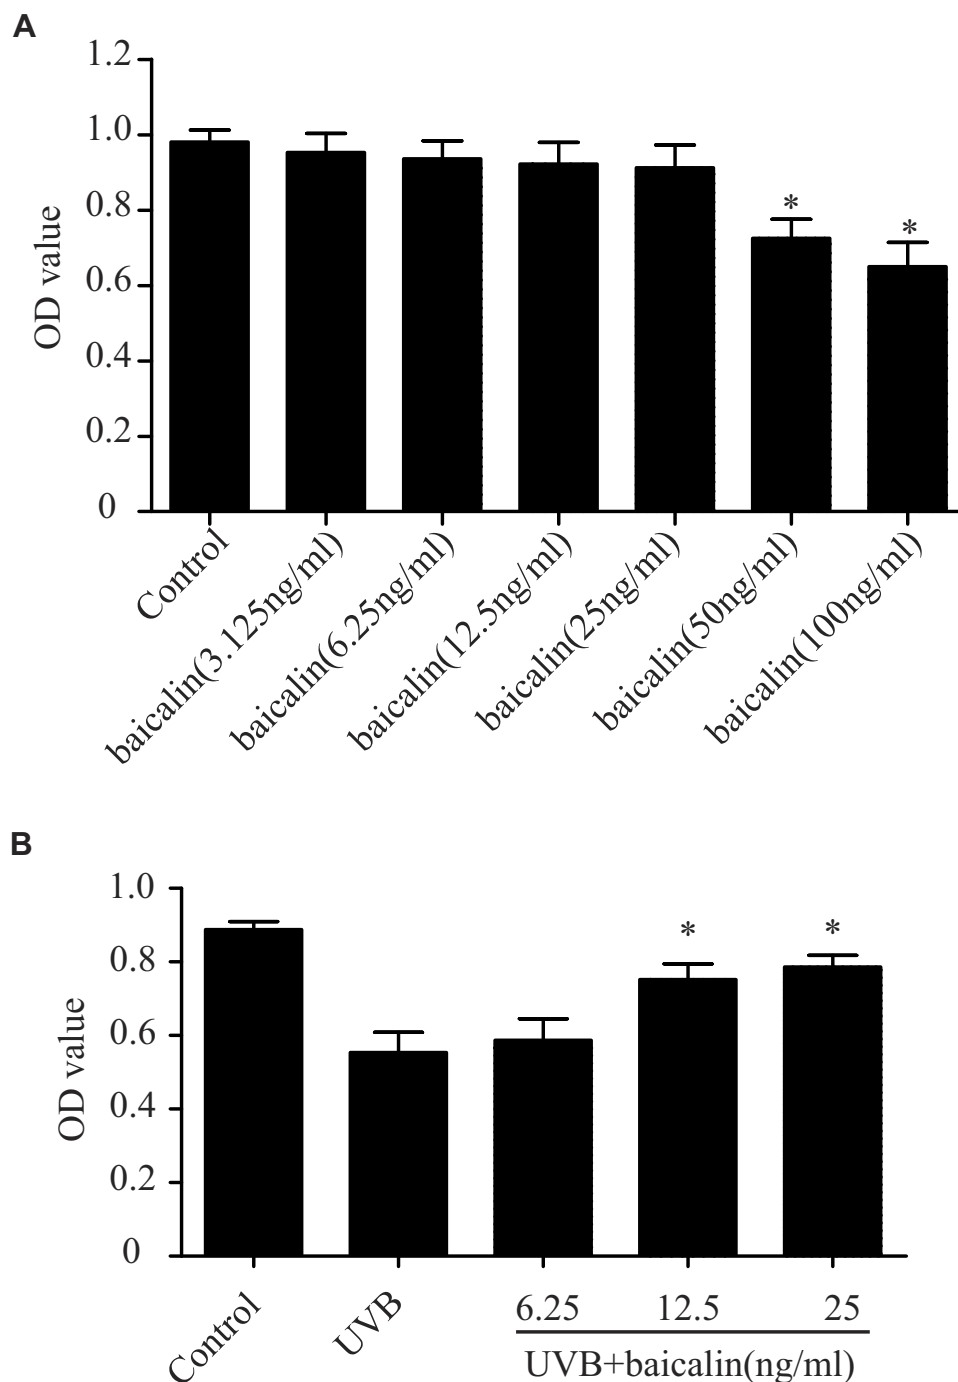 A
1.2
1.0
0.8
0.6
0.4
0.2
0
OD value
*
*
Control
baicalin(3.125ng/ml)
baicalin(6.25ng/ml)
baicalin(12.5ng/ml)
baicalin(25ng/ml)
baicalin(50ng/ml)
baicalin(100ng/ml)
B
1.0
0.8
0.6
0.4
0.2
0
OD value
*
*
Control
UVB
6.25
12.5
25
UVB+baicalin(ng/ml)